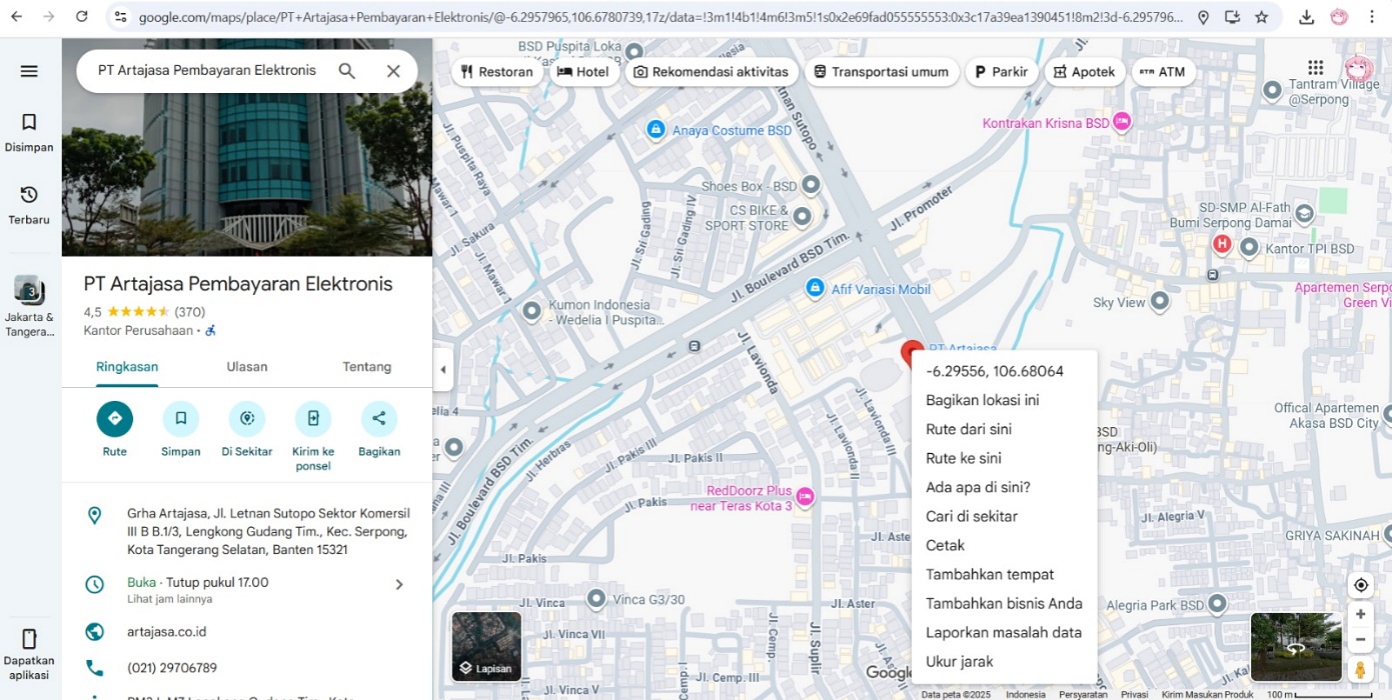 google.com/maps/place/PT+Artajasa+Pembayaran+Elektronis/@-6.2957965,106.6780739,17z/data=!3m1!4b1!4m6!3m5!1s0x2e69fad055555553:0x3c17a39ea1390451!8m2!3d-6.295796...
PT Artajasa Pembayaran Elektronis
Disimpan
Terbaru
3
Jakarta &
Tangera...
Dapatkan
aplikasi
PT Artajasa Pembayaran Elektronis
4,5
(370)
Kantor Perusahaan ·
Ringkasan
Ulasan
Tentang
Rute
Simpan
Di Sekitar
Kirim ke
ponsel
Bagikan
Grha Artajasa, Jl. Letnan Sutopo Sektor Komersil
III B B.1/3, Lengkong Gudang Tim., Kec. Serpong,
Kota Tangerang Selatan, Banten 15321
Buka · Tutup pukul 17.00
Lihat jam lainnya
artajasa.co.id
(021) 29706789
Restoran
Hotel
Rekomendasi aktivitas
Transportasi umum
Parkir
Apotek
ATM
BSD Puspita Loka
Tantram Village
@Serpong
Jl. Puspita Raya
Anaya Costume BSD
Kontrakan Krisna BSD
Shoes Box - BSD
CS BIKE &
SPORT STORE
Jl. Promoter
SD-SMP Al-Fath
Bumi Serpong Damai
H
Kantor TPI BSD
Mawar 1
Jl. Sakura
Jl. Sri Gading
Jl. Sri Gading IV
Jl. Boulevard BSD Tim.
Jl. Mawar 1
Afif Variasi Mobil
Sky View
Apartemen Serpo
Green Vi
Kumon Indonesia
- Wedelia I Puspita...
Jl. Lavionda
PT Artajasa
-6.29556, 106.68064
Bagikan lokasi ini
Rute dari sini
Rute ke sini
Ada apa di sini?
Cari di sekitar
Cetak
Tambahkan tempat
Tambahkan bisnis Anda
Laporkan masalah data
Ukur jarak
elia 4
Jl. Lavionda II
Jl. Lavionda III
Offical Apartemen
Akasa BSD City
BSD
ng-Aki-Oli)
Jl. Boulevard BSD Tim.
Jl. Herbras
Jl. Pakis III
Jl. Pakis II
Jl. Pakis
RedDoorz Plus
near Teras Kota 3
Jl. Alegria V
GRIYA SAKINAH
Jl. Aste
Jl. Pakis
Jl. Vinca
Vinca G3/30
Jl. Aster
Alegria Park BSD
Jl. Vinca VII
Jl. Cemp.I
Jl. Suplir
Jl. Cemp. III
Lapisan
Google
Data peta ©2025
Indonesia
Persyaratan
Privasi
Kirim Masukan Produk
100 m